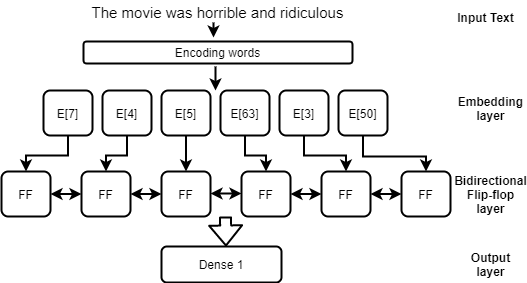 The movie was horrible and ridiculous
Input Text
Encoding words
E[7] E[4] E[5] E[63] E[3] E[50]
Embedding
layer
FF FF FF FF FF FF
Bidirectional
Flip-flop
layer
Dense 1
Output
layer